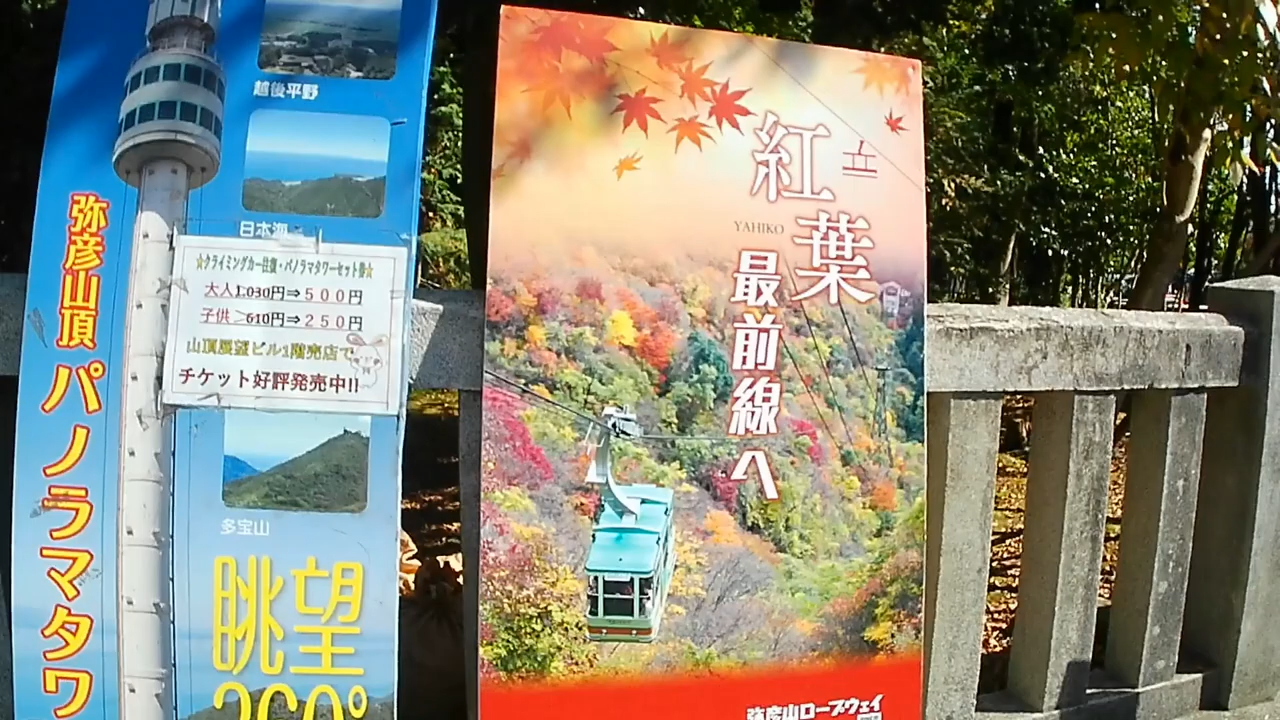 越後平野
日本海
弥彦山頂パノラマタワ
☆クライミングカー往復・パノラマタワーセット券☆
大人1,030円⇒500円
子供 610円⇒250円
山頂展望ビル1階売店で
チケット好評発売中!!
多宝山
眺望
360°
紅葉
YAHIKO
最前線へ
弥彦山ロープウェイ